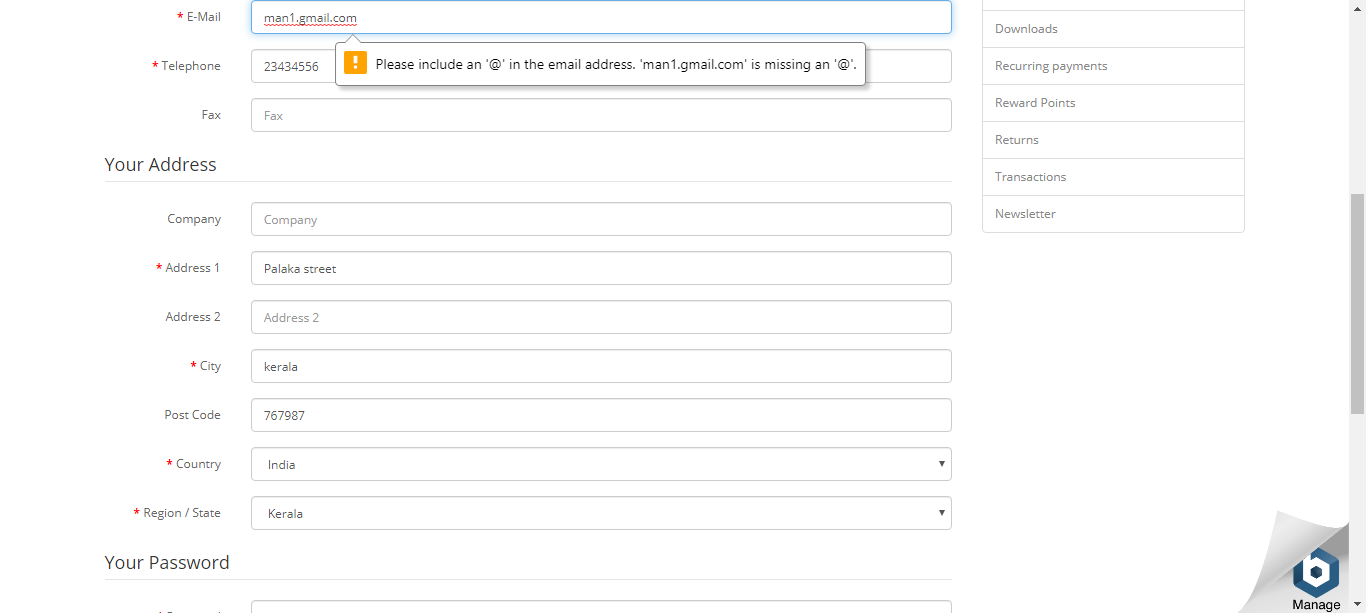 * E-Mail man1.gmail.com
Please include an '@' in the email address. 'man1.gmail.com' is missing an '@'.
* Telephone 23434556
Fax Fax
Your Address
Company Company
* Address 1 Palaka street
Address 2 Address 2
* City kerala
Post Code 767987
* Country India
* Region / State Kerala
Your Password
Downloads
Recurring payments
Reward Points
Returns
Transactions
Newsletter
Manage